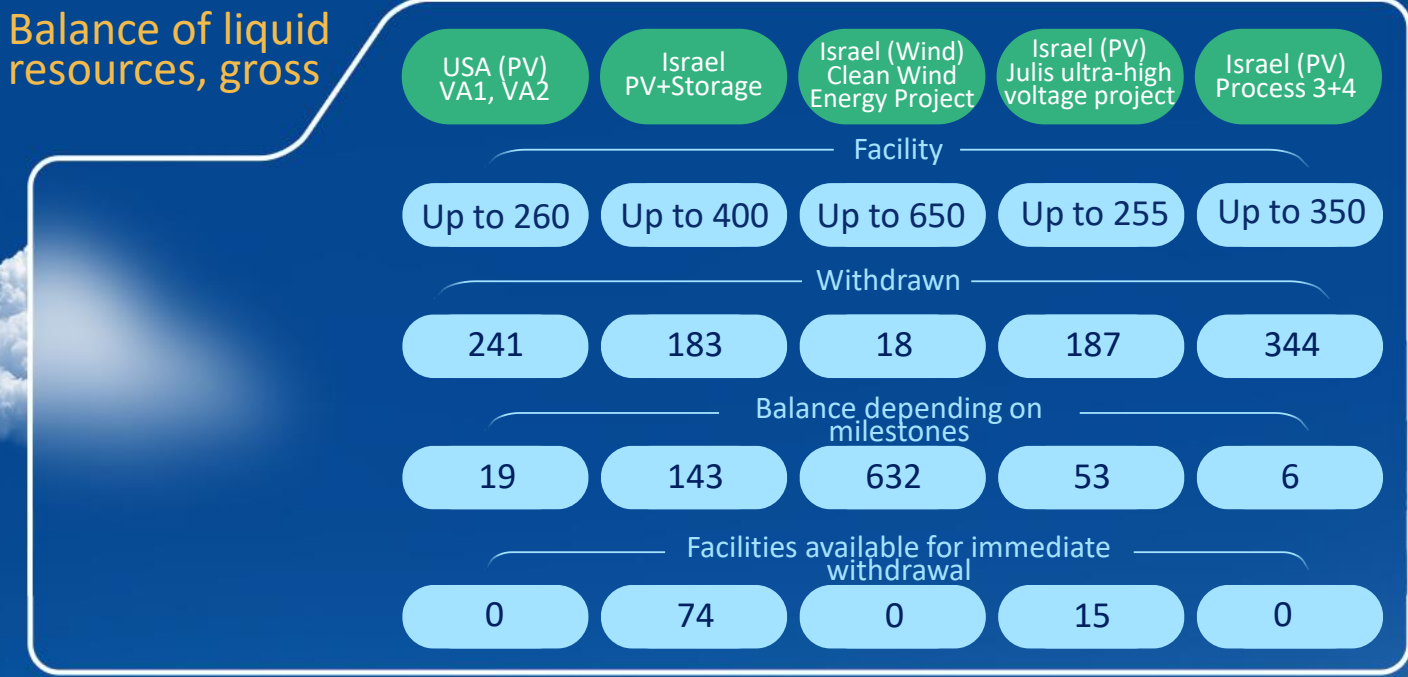 Balance of liquid
resources, gross
USA (PV)
VA1, VA2
Israel
PV+Storage
Israel (Wind)
Clean Wind
Energy Project
Israel (PV)
Julis ultra-high
voltage project
Israel (PV)
Process 3+4
Facility
Up to 260
Up to 400
Up to 650
Up to 255
Up to 350
Withdrawn
241
183
18
187
344
Balance depending on
milestones
19
143
632
53
6
Facilities available for immediate
withdrawal
0
74
0
15
0